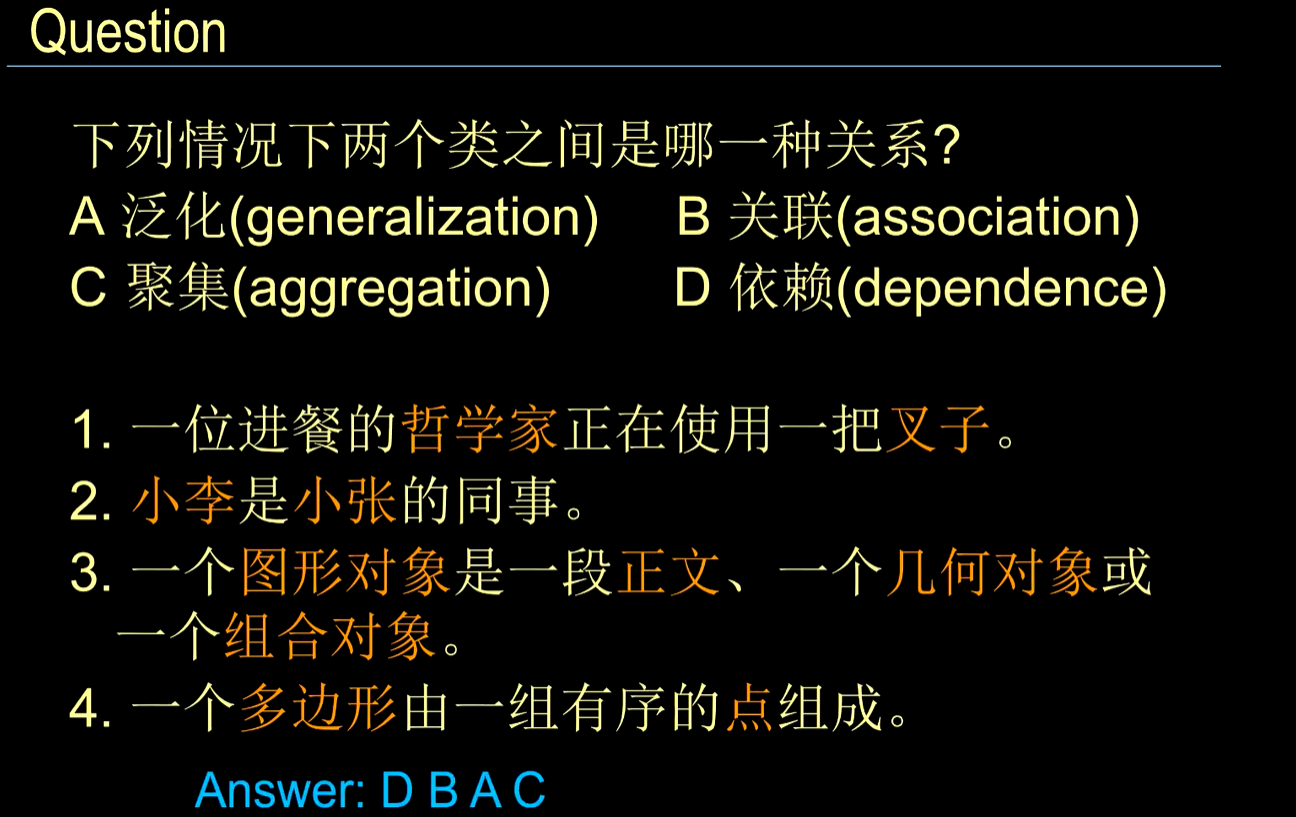 Question
下列情况下两个类之间是哪一种关系?
A 泛化(generalization) B 关联(association)
C 聚集(aggregation) D 依赖(dependence)
1. 一位进餐的哲学家正在使用一把叉子。
2. 小李是小张的同事。
3. 一个图形对象是一段正文、一个几何对象或
一个组合对象。
4. 一个多边形由一组有序的点组成。
Answer: D B A C